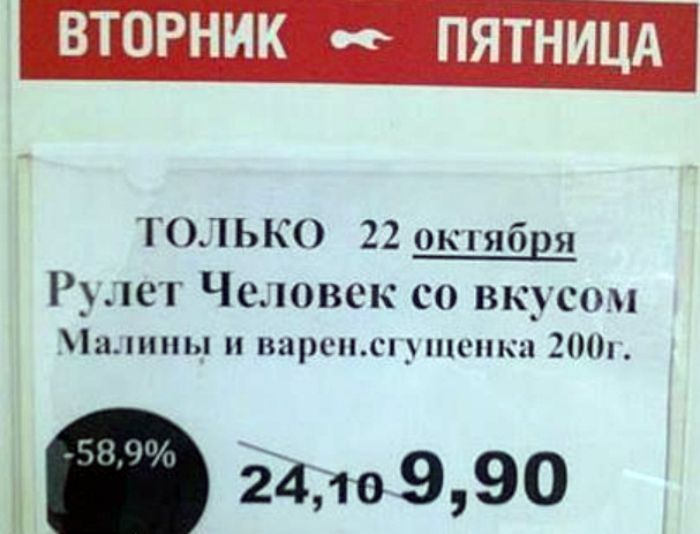 ВТОРНИК ПЯТНИЦА
ТОЛЬКО 22 октября
Рулет Человек со вкусом
Малины и варен.сгущенка 200г.
-58,9% 24,10 9,90